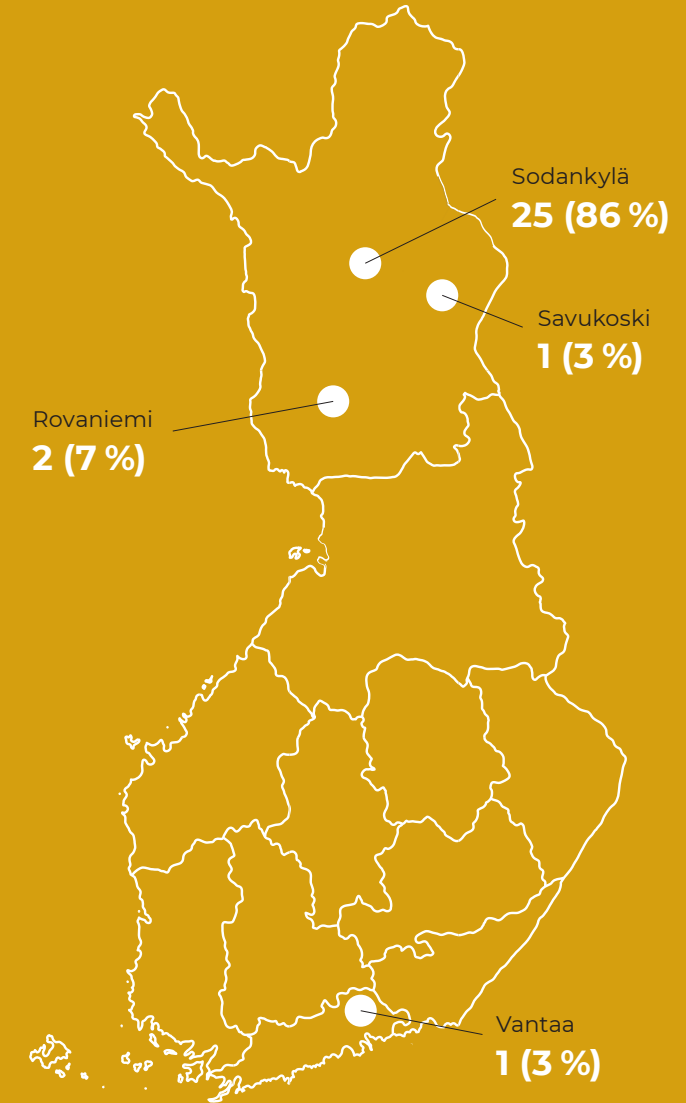 Sodankylä
25 (86 %)
Savukoski
1 (3 %)
Rovaniemi
2 (7 %)
Vantaa
1 (3 %)